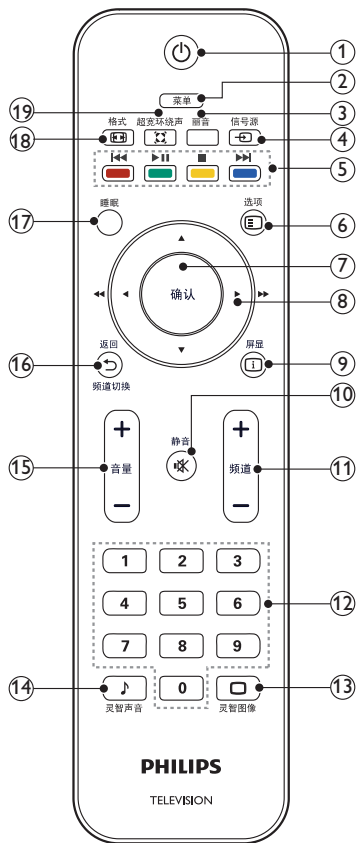 ①
②
菜单
⑲
③
格式 超宽环绕声 丽音 信号源
⑱
④
⑤
睡眠 选项
⑰
⑥
⑦
确认
⑧
返回 屏显
⑯
⑨
频道切换
⑩
静音
+ +
⑮
音量 频道
⑪
− −
1 2 3
4 5 6
⑫
7 8 9
⑭
0
⑬
灵智声音 灵智图像
PHILIPS
TELEVISION